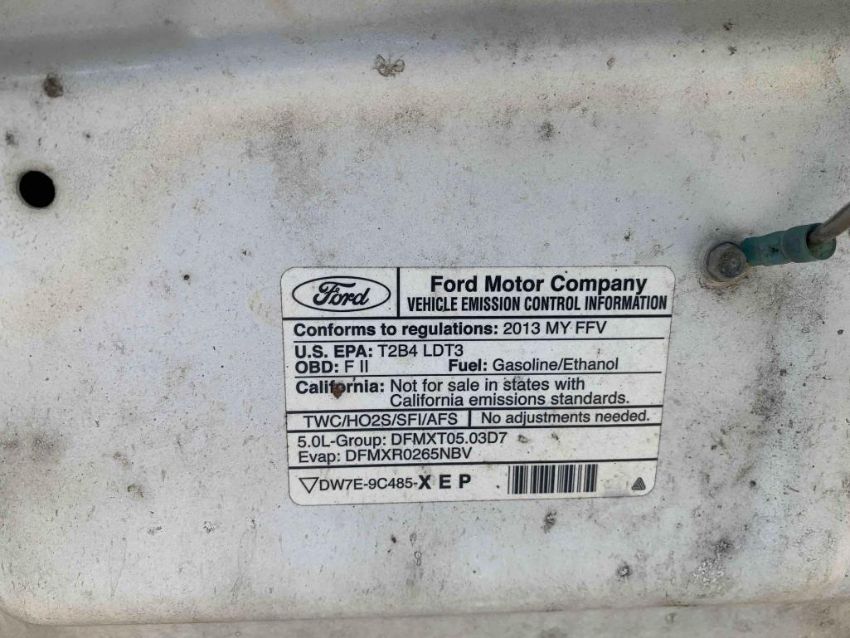 Ford
Ford Motor Company
VEHICLE EMISSION CONTROL INFORMATION
Conforms to regulations: 2013 MY FFV
U.S. EPA: T2B4 LDT3
OBD: F II Fuel: Gasoline/Ethanol
California: Not for sale in states with
California emissions standards.
TWC/HO2S/SFI/AFS No adjustments needed.
5.0L-Group: DFMXT05.03D7
Evap: DFMXR0265NBV
▽DW7E-9C485-X E P